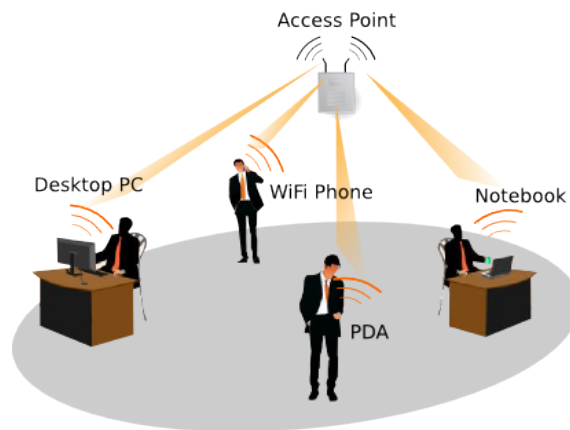 Access Point
Desktop PC
WiFi Phone
Notebook
PDA